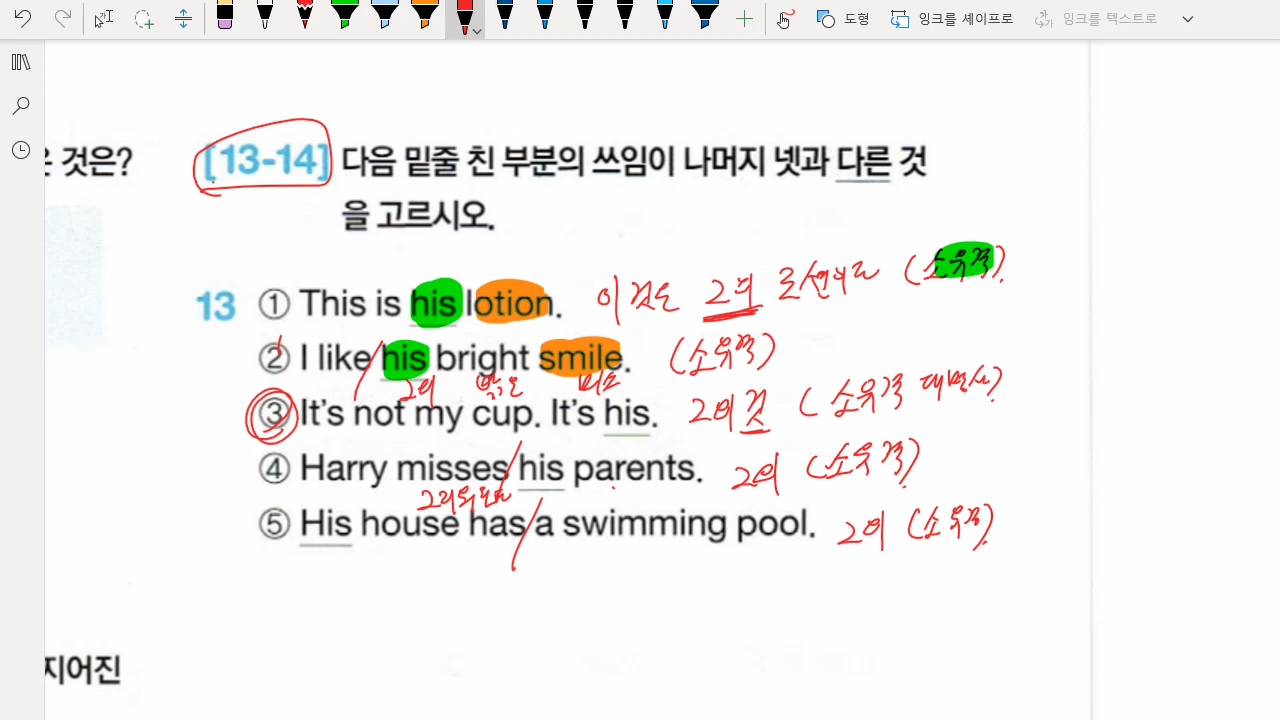 도형
잉크를 셰이프로
잉크를 텍스트로
것은?
[13-14] 다음 밑줄 친 부분의 쓰임이 나머지 넷과 다른 것
을 고르시오.
13 ① This is his lotion. 이것은 그의 로션이다 (소유격)
② I like his bright smile. (소유격)
그의 밝은 미소
③ It's not my cup. It's his. 그의 것 (소유격 대명사)
④ Harry misses his parents. 그의 (소유격)
그리워한다
⑤ His house has a swimming pool. 그의 (소유격)
지어진